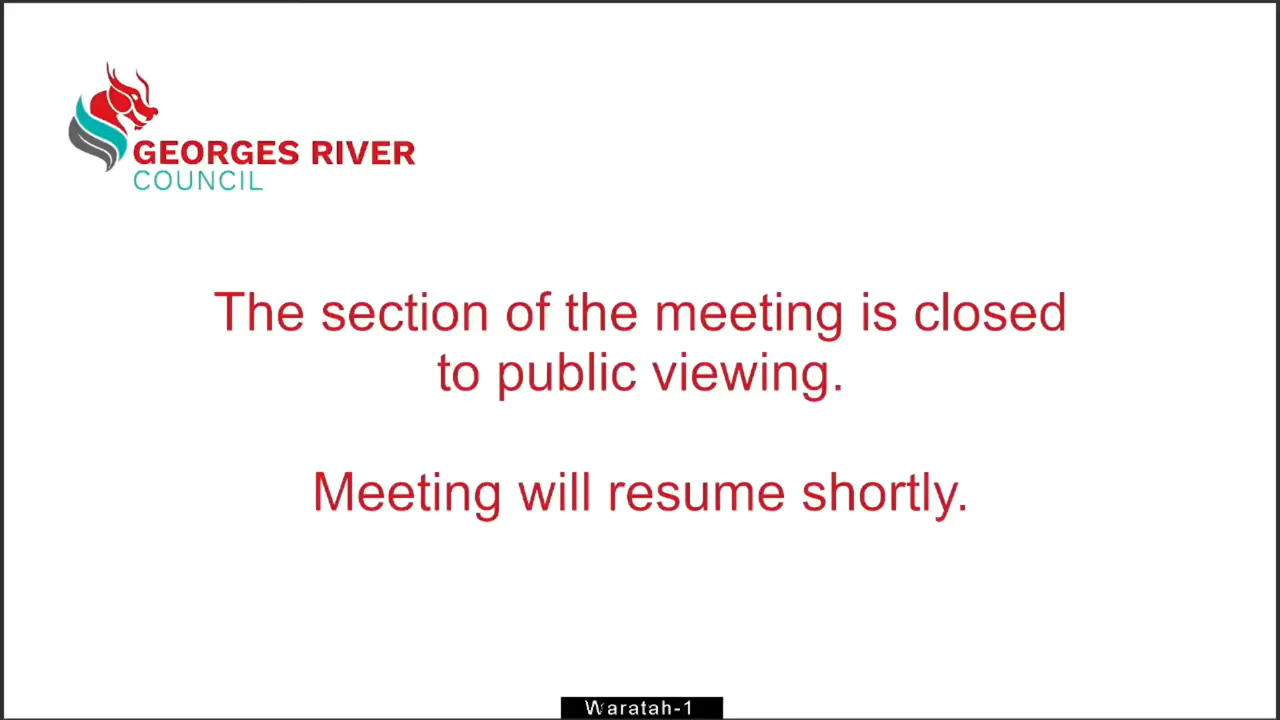 GEORGES RIVER
COUNCIL
The section of the meeting is closed
to public viewing.
Meeting will resume shortly.
Waratah-1